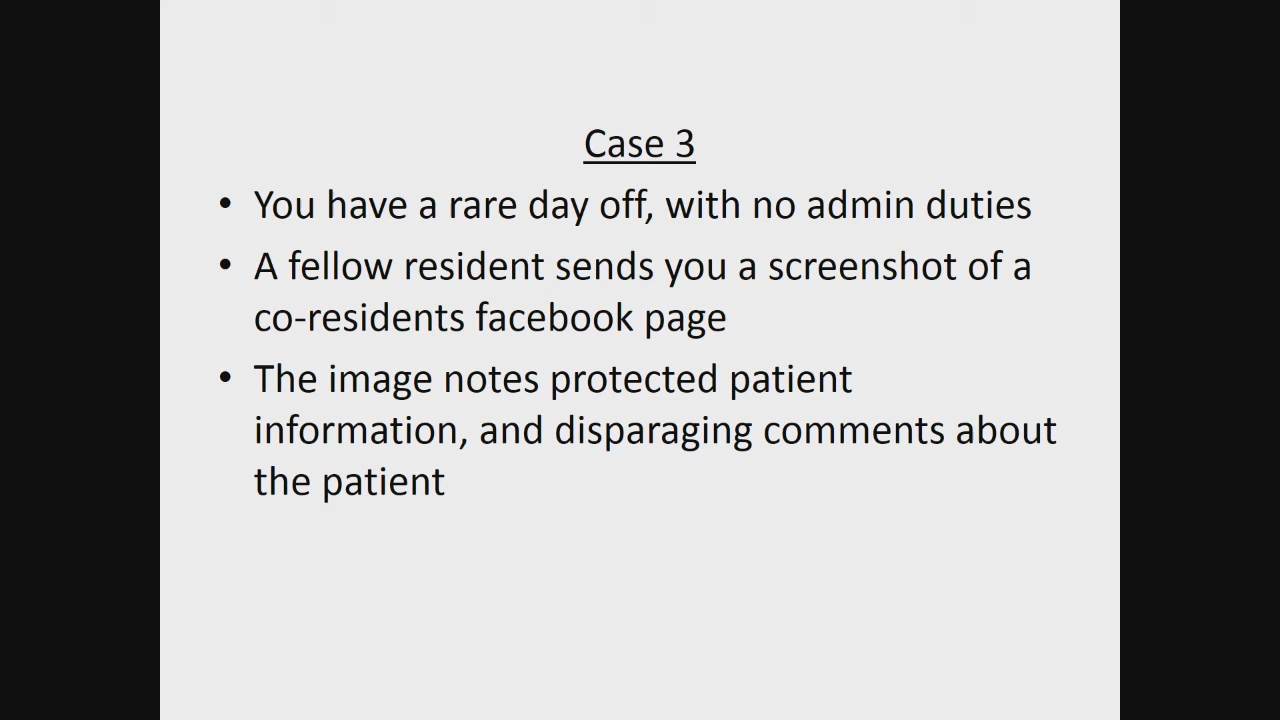 Case 3
• You have a rare day off, with no admin duties
• A fellow resident sends you a screenshot of a
co-residents facebook page
• The image notes protected patient
information, and disparaging comments about
the patient